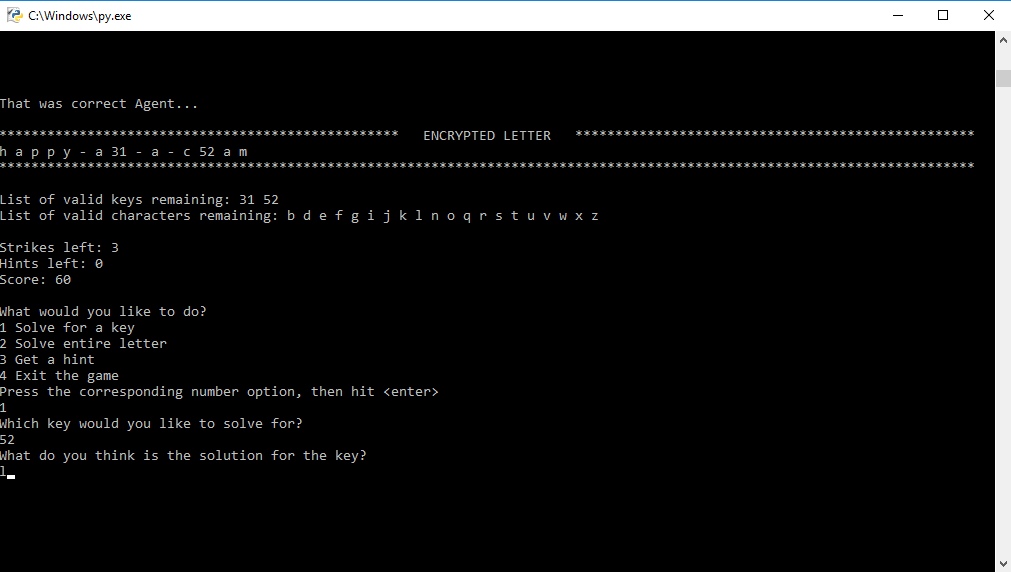 C:\Windows\py.exe
That was correct Agent...
**************************************************   ENCRYPTED LETTER   **************************************************
h a p p y - a 31 - a - c 52 a m
**************************************************************************************************************************
List of valid keys remaining: 31 52
List of valid characters remaining: b d e f g i j k l n o q r s t u v w x z
Strikes left: 3
Hints left: 0
Score: 60
What would you like to do?
1 Solve for a key
2 Solve entire letter
3 Get a hint
4 Exit the game
Press the corresponding number option, then hit <enter>
1
Which key would you like to solve for?
52
What do you think is the solution for the key?
l